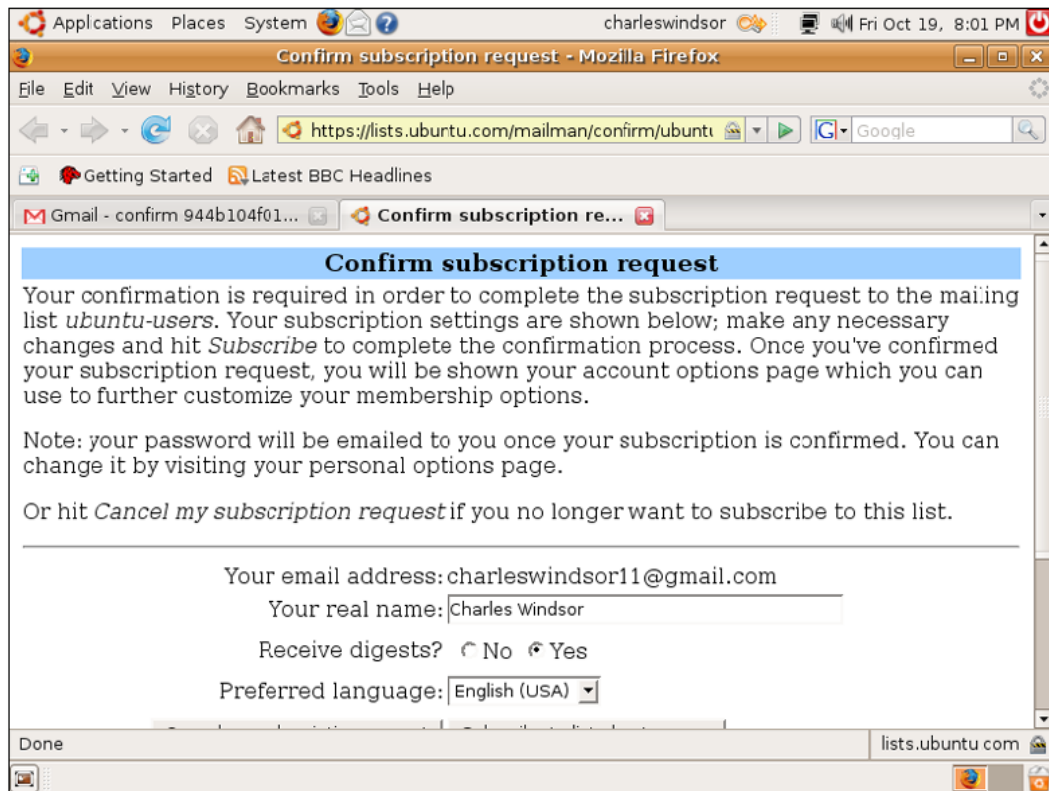 Applications Places System charleswindsor Fri Oct 19, 8:01 PM
Confirm subscription request - Mozilla Firefox
File Edit View History Bookmarks Tools Help
https://lists.ubuntu.com/mailman/confirm/ubuntu G Google
Getting Started Latest BBC Headlines
Gmail - confirm 944b104f01... Confirm subscription re...
Confirm subscription request
Your confirmation is required in order to complete the subscription request to the mailing
list ubuntu-users. Your subscription settings are shown below; make any necessary
changes and hit Subscribe to complete the confirmation process. Once you've confirmed
your subscription request, you will be shown your account options page which you can
use to further customize your membership options.
Note: your password will be emailed to you once your subscription is confirmed. You can
change it by visiting your personal options page.
Or hit Cancel my subscription request if you no longer want to subscribe to this list.
Your email address: charleswindsor11@gmail.com
Your real name: Charles Windsor
Receive digests? No Yes
Preferred language: English (USA)
Done lists.ubuntu.com